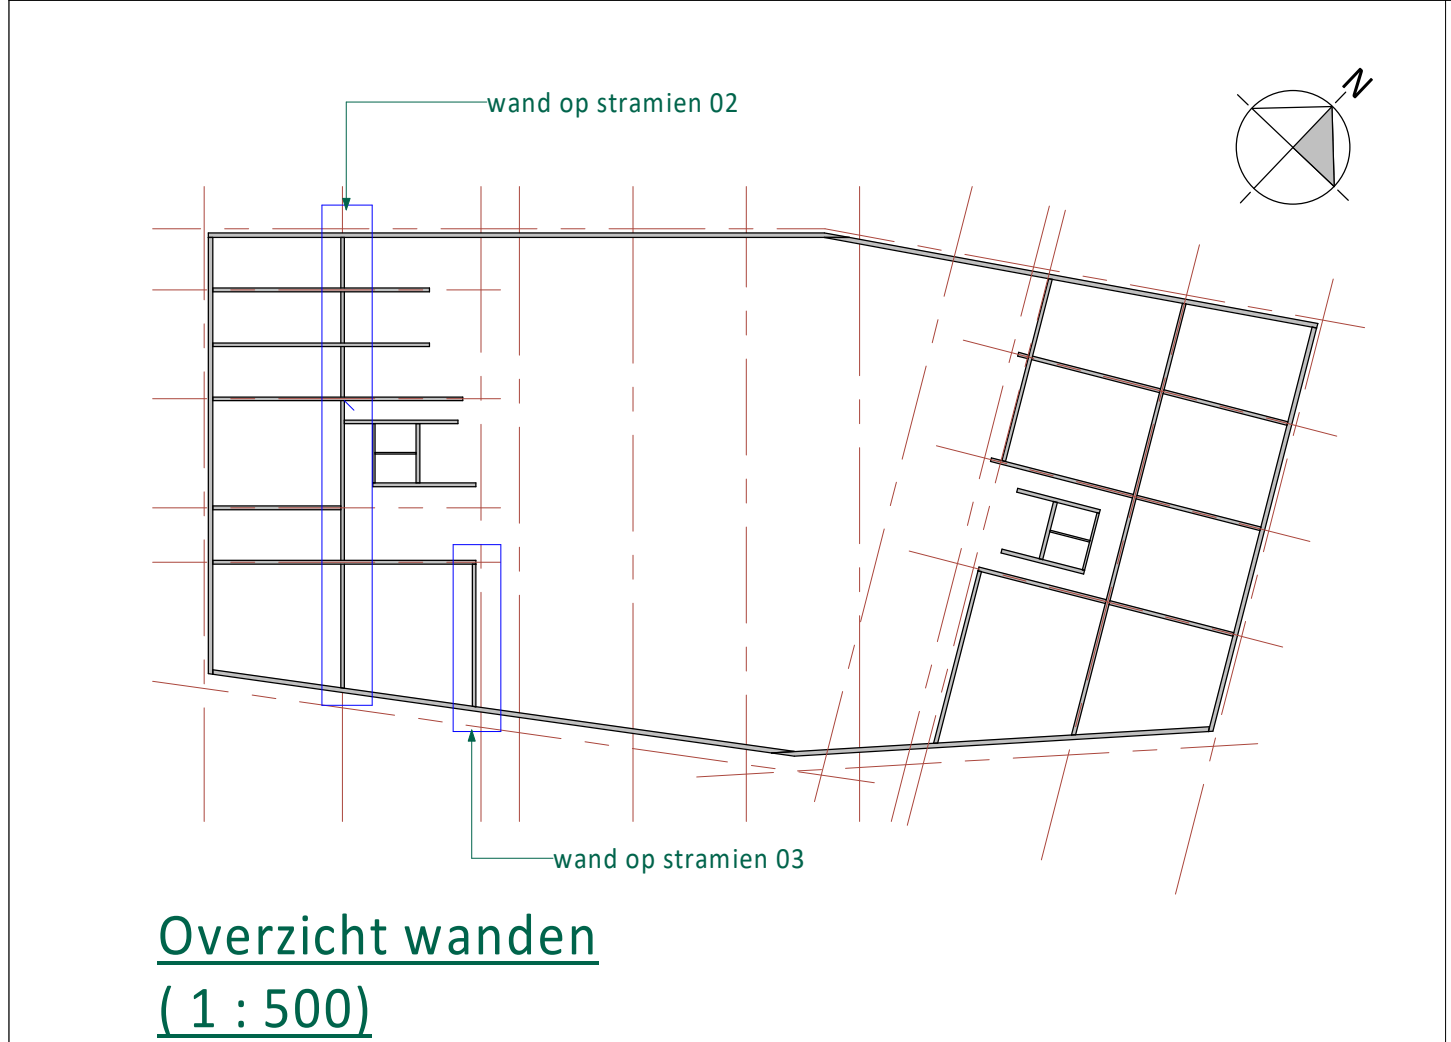 N
wand op stramien 02
wand op stramien 03
Overzicht wanden
( 1 : 500)